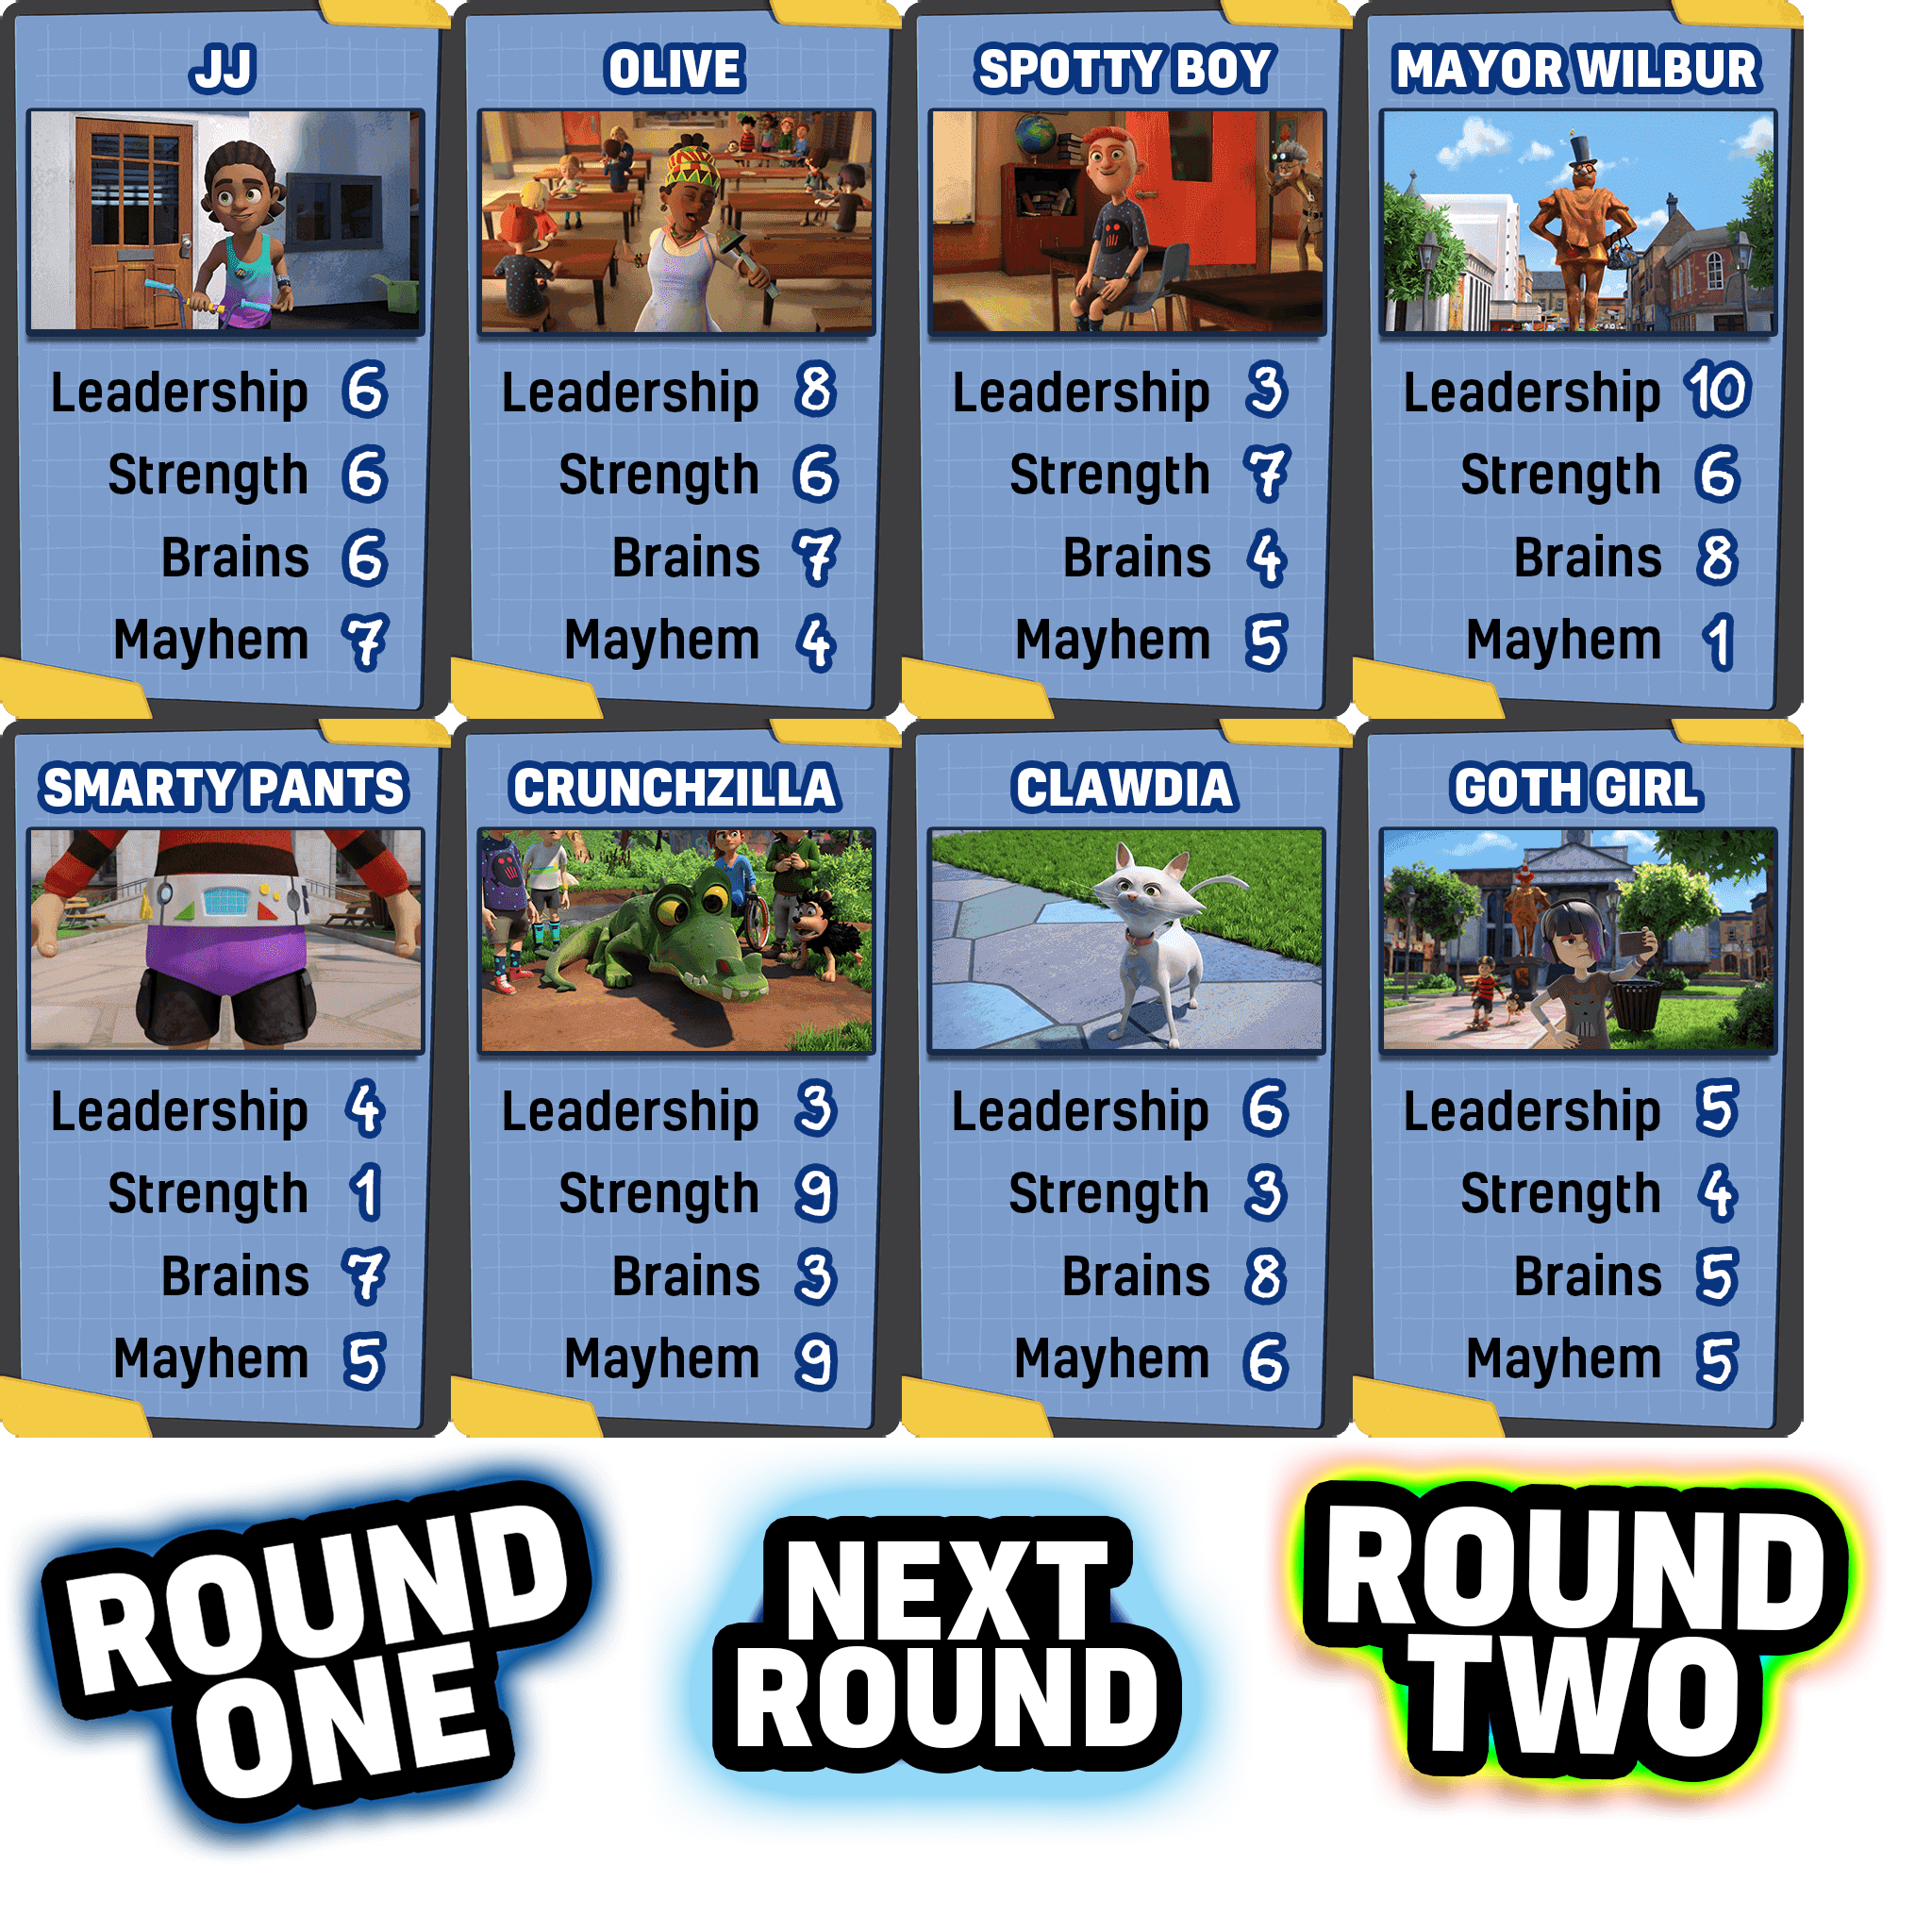 JJ
Leadership 6
Strength 6
Brains 6
Mayhem 7
OLIVE
Leadership 8
Strength 6
Brains 7
Mayhem 4
SPOTTY BOY
Leadership 3
Strength 7
Brains 4
Mayhem 5
MAYOR WILBUR
Leadership 10
Strength 6
Brains 8
Mayhem 1
SMARTY PANTS
Leadership 4
Strength 1
Brains 7
Mayhem 5
CRUNCHZILLA
Leadership 3
Strength 9
Brains 3
Mayhem 9
CLAWDIA
Leadership 6
Strength 3
Brains 8
Mayhem 6
GOTH GIRL
Leadership 5
Strength 4
Brains 5
Mayhem 5
ROUND
ONE
NEXT
ROUND
ROUND
TWO